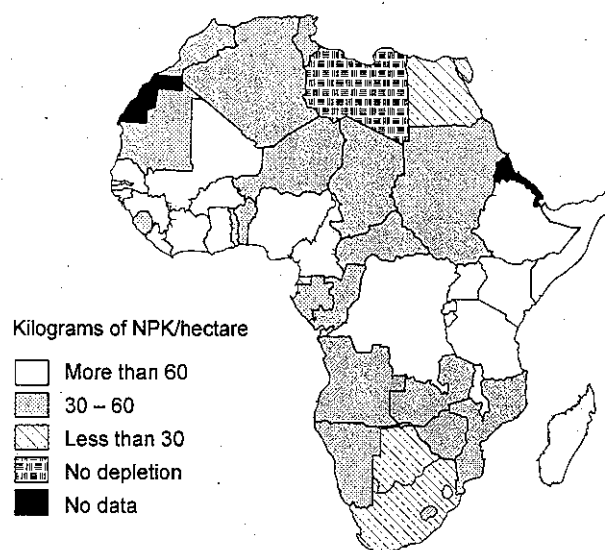 Kilograms of NPK/hectare
More than 60
30 – 60
Less than 30
No depletion
No data